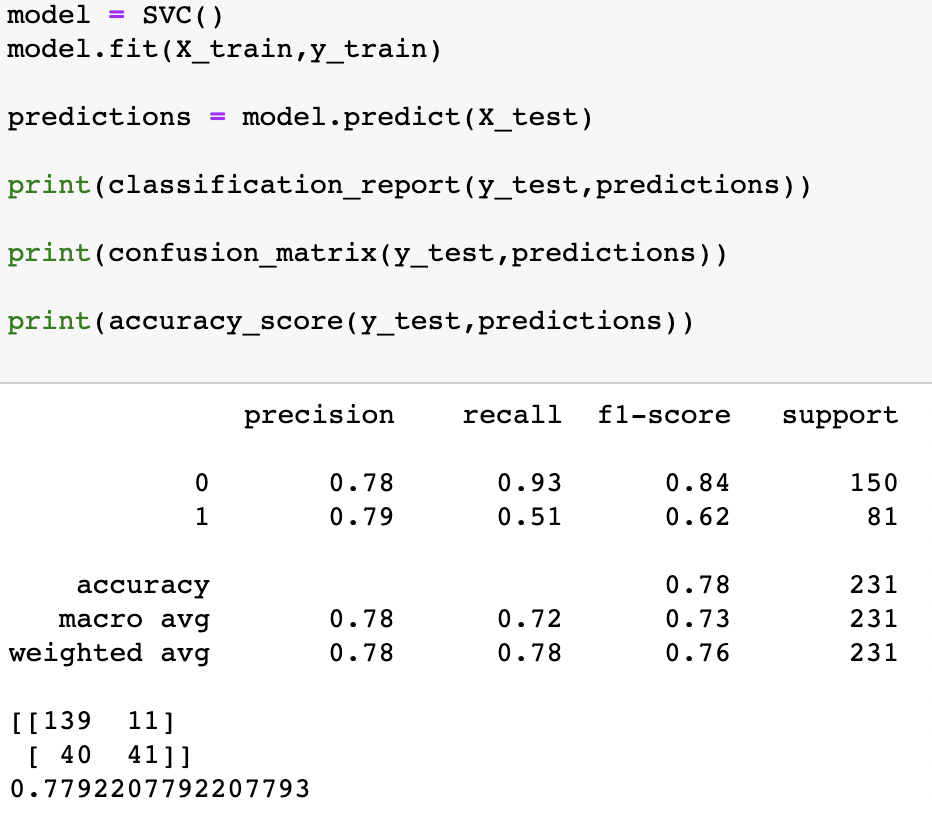 model = SVC()
model.fit(X_train,y_train)
predictions = model.predict(X_test)
print(classification_report(y_test,predictions))
print(confusion_matrix(y_test,predictions))
print(accuracy_score(y_test,predictions))
precision recall f1-score support
0 0.78 0.93 0.84 150
1 0.79 0.51 0.62 81
accuracy 0.78 231
macro avg 0.78 0.72 0.73 231
weighted avg 0.78 0.78 0.76 231
[[139 11]
[ 40 41]]
0.7792207792207793